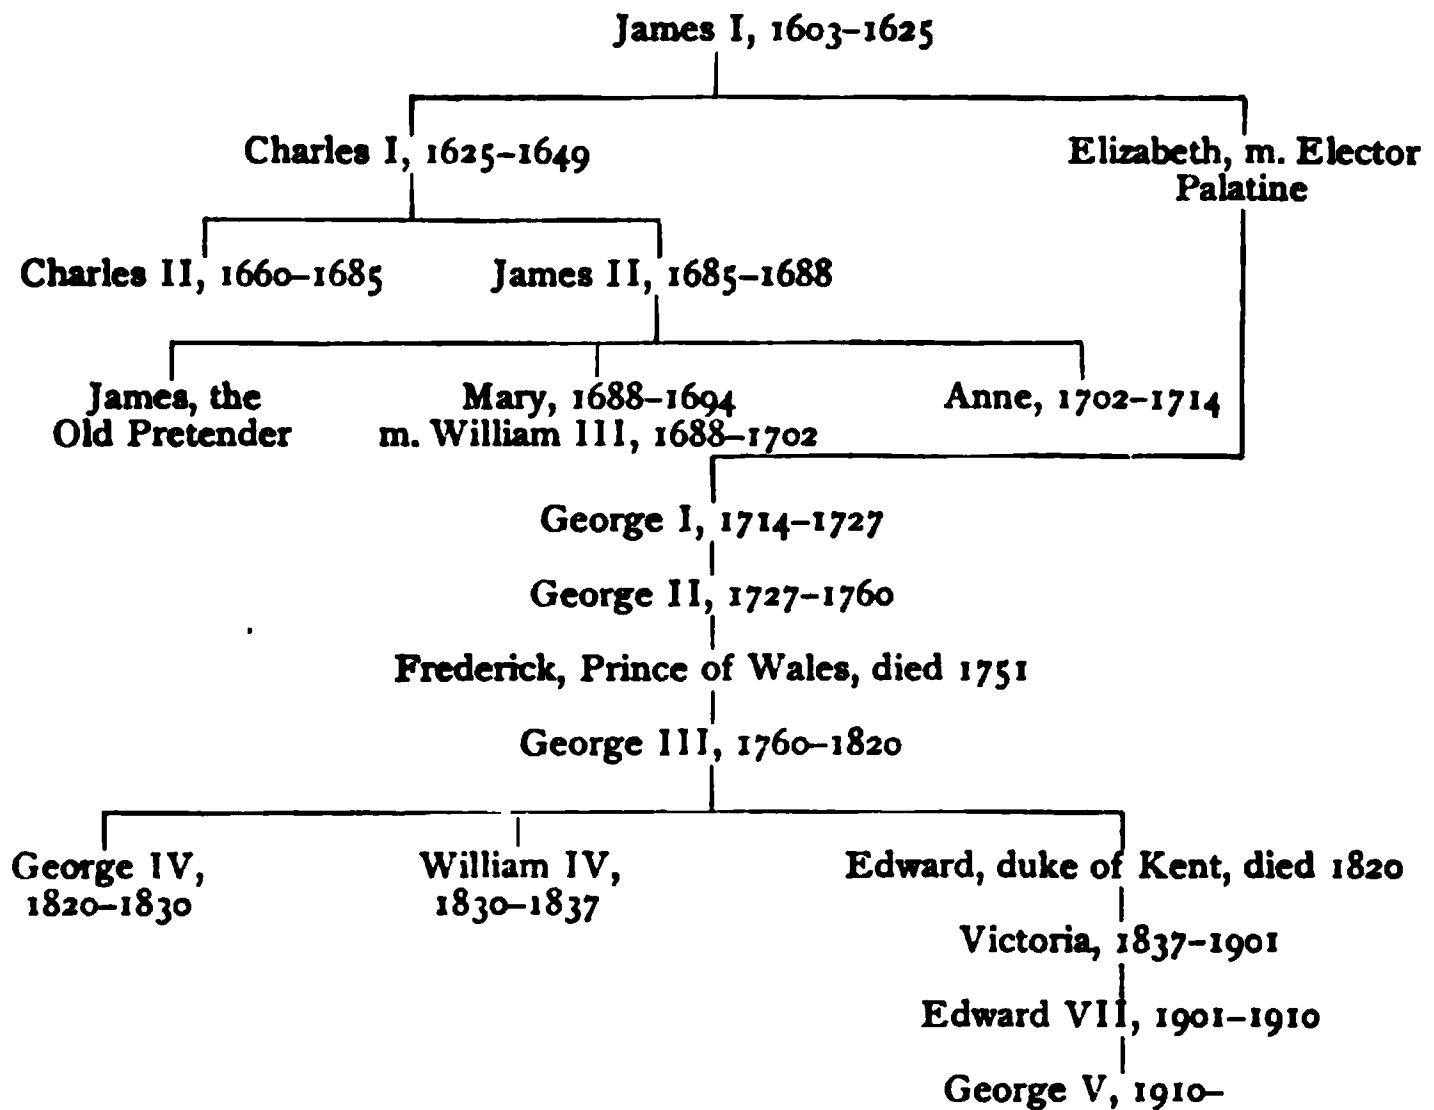 James I, 1603–1625
Charles I, 1625–1649
Elizabeth, m. Elector
Palatine
Charles II, 1660–1685
James II, 1685–1688
James, the
Old Pretender
Mary, 1688–1694
m. William III, 1688–1702
Anne, 1702–1714
George I, 1714–1727
George II, 1727–1760
Frederick, Prince of Wales, died 1751
George III, 1760–1820
George IV,
1820–1830
William IV,
1830–1837
Edward, duke of Kent, died 1820
Victoria, 1837–1901
Edward VII, 1901–1910
George V, 1910–